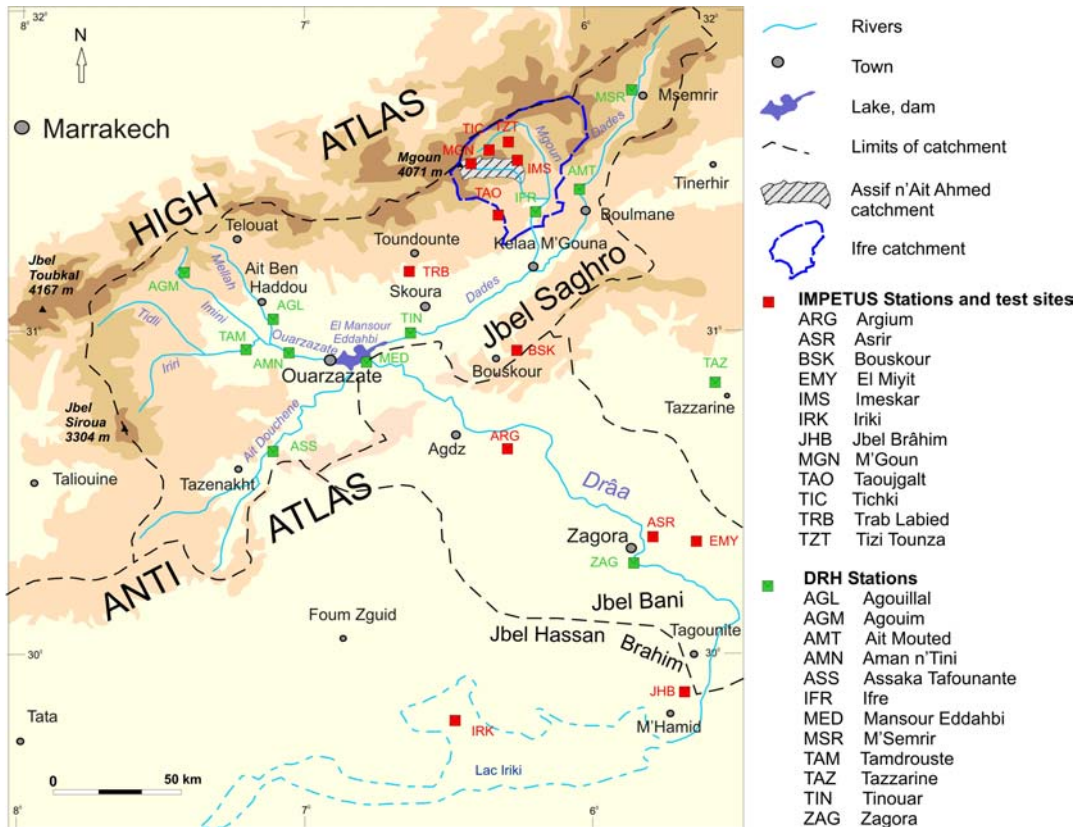 8° 32° 7° 6° 32°
N
Marrakech
HIGH
ATLAS
Mgoun
4071 m
TIC
TZT
MGN
IMS
TAO
IFR
Mgoun
Dades
MSR
Msemrir
AMT
Boulmane
Tinerhir
Telouat
Toundounte
Kelaa M'Gouna
Jbel
Toubkal
4167 m
AGM
Mellah
Ait Ben
Haddou
AGL
TRB
Skoura
Dades
Jbel Saghro
31° 31°
Tidli
Imini
Iriri
TAM
AMN
Ouarzazate
El Mansour
Eddahbi
TIN
MED
Ouarzazate
BSK
Bouskour
TAZ
Tazzarine
Jbel
Siroua
3304 m
Ait Douchene
ASS
Agdz
ARG
Taliouine
Tazenakht
ANTI
ATLAS
Drâa
Zagora
ASR
EMY
ZAG
Foum Zguid
Jbel Bani
Jbel Hassan
Brahim
Tagounite
30° 30°
JHB
M'Hamid
IRK
Lac Iriki
Tata
0 50 km
8° 7° 6°
Rivers
Town
Lake, dam
Limits of catchment
Assif n'Ait Ahmed
catchment
Ifre catchment
IMPETUS Stations and test sites
ARG Argium
ASR Asrir
BSK Bouskour
EMY El Miyit
IMS Imeskar
IRK Iriki
JHB Jbel Brâhim
MGN M'Goun
TAO Taoujgalt
TIC Tichki
TRB Trab Labied
TZT Tizi Tounza
DRH Stations
AGL Agouillal
AGM Agouim
AMT Ait Mouted
AMN Aman n'Tini
ASS Assaka Tafounante
IFR Ifre
MED Mansour Eddahbi
MSR M'Semrir
TAM Tamdrouste
TAZ Tazzarine
TIN Tinouar
ZAG Zagora